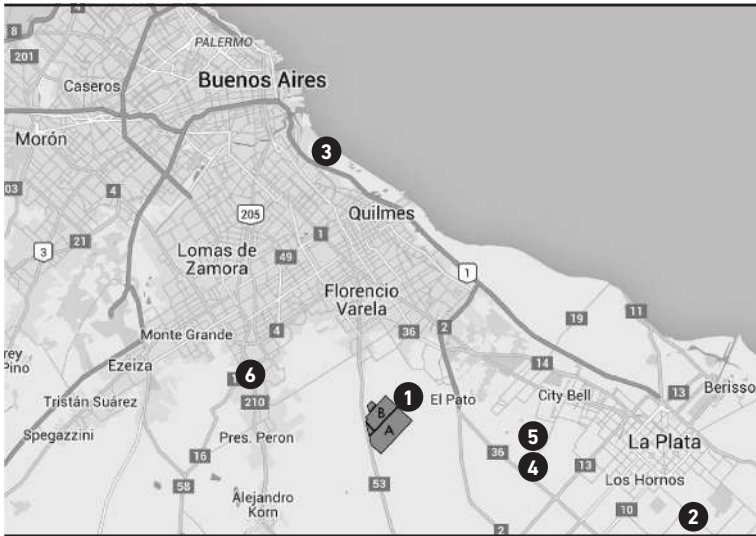 4
8
PALERMO
201
Buenos Aires
Caseros
Morón
3
03
4
205
Quilmes
21
1
3
Lomas de
Zamora
49
1
Florencio
Varela
19
11
4
36
2
Monte Grande
14
rey
Pino
Ezeiza
6
13
Berisso
City Bell
210
B
1
El Pato
Tristán Suárez
A
5
La Plata
Spegazzini
Pres. Peron
36
4
13
16
Los Hornos
53
58
10
2
Alejandro
Korn
2